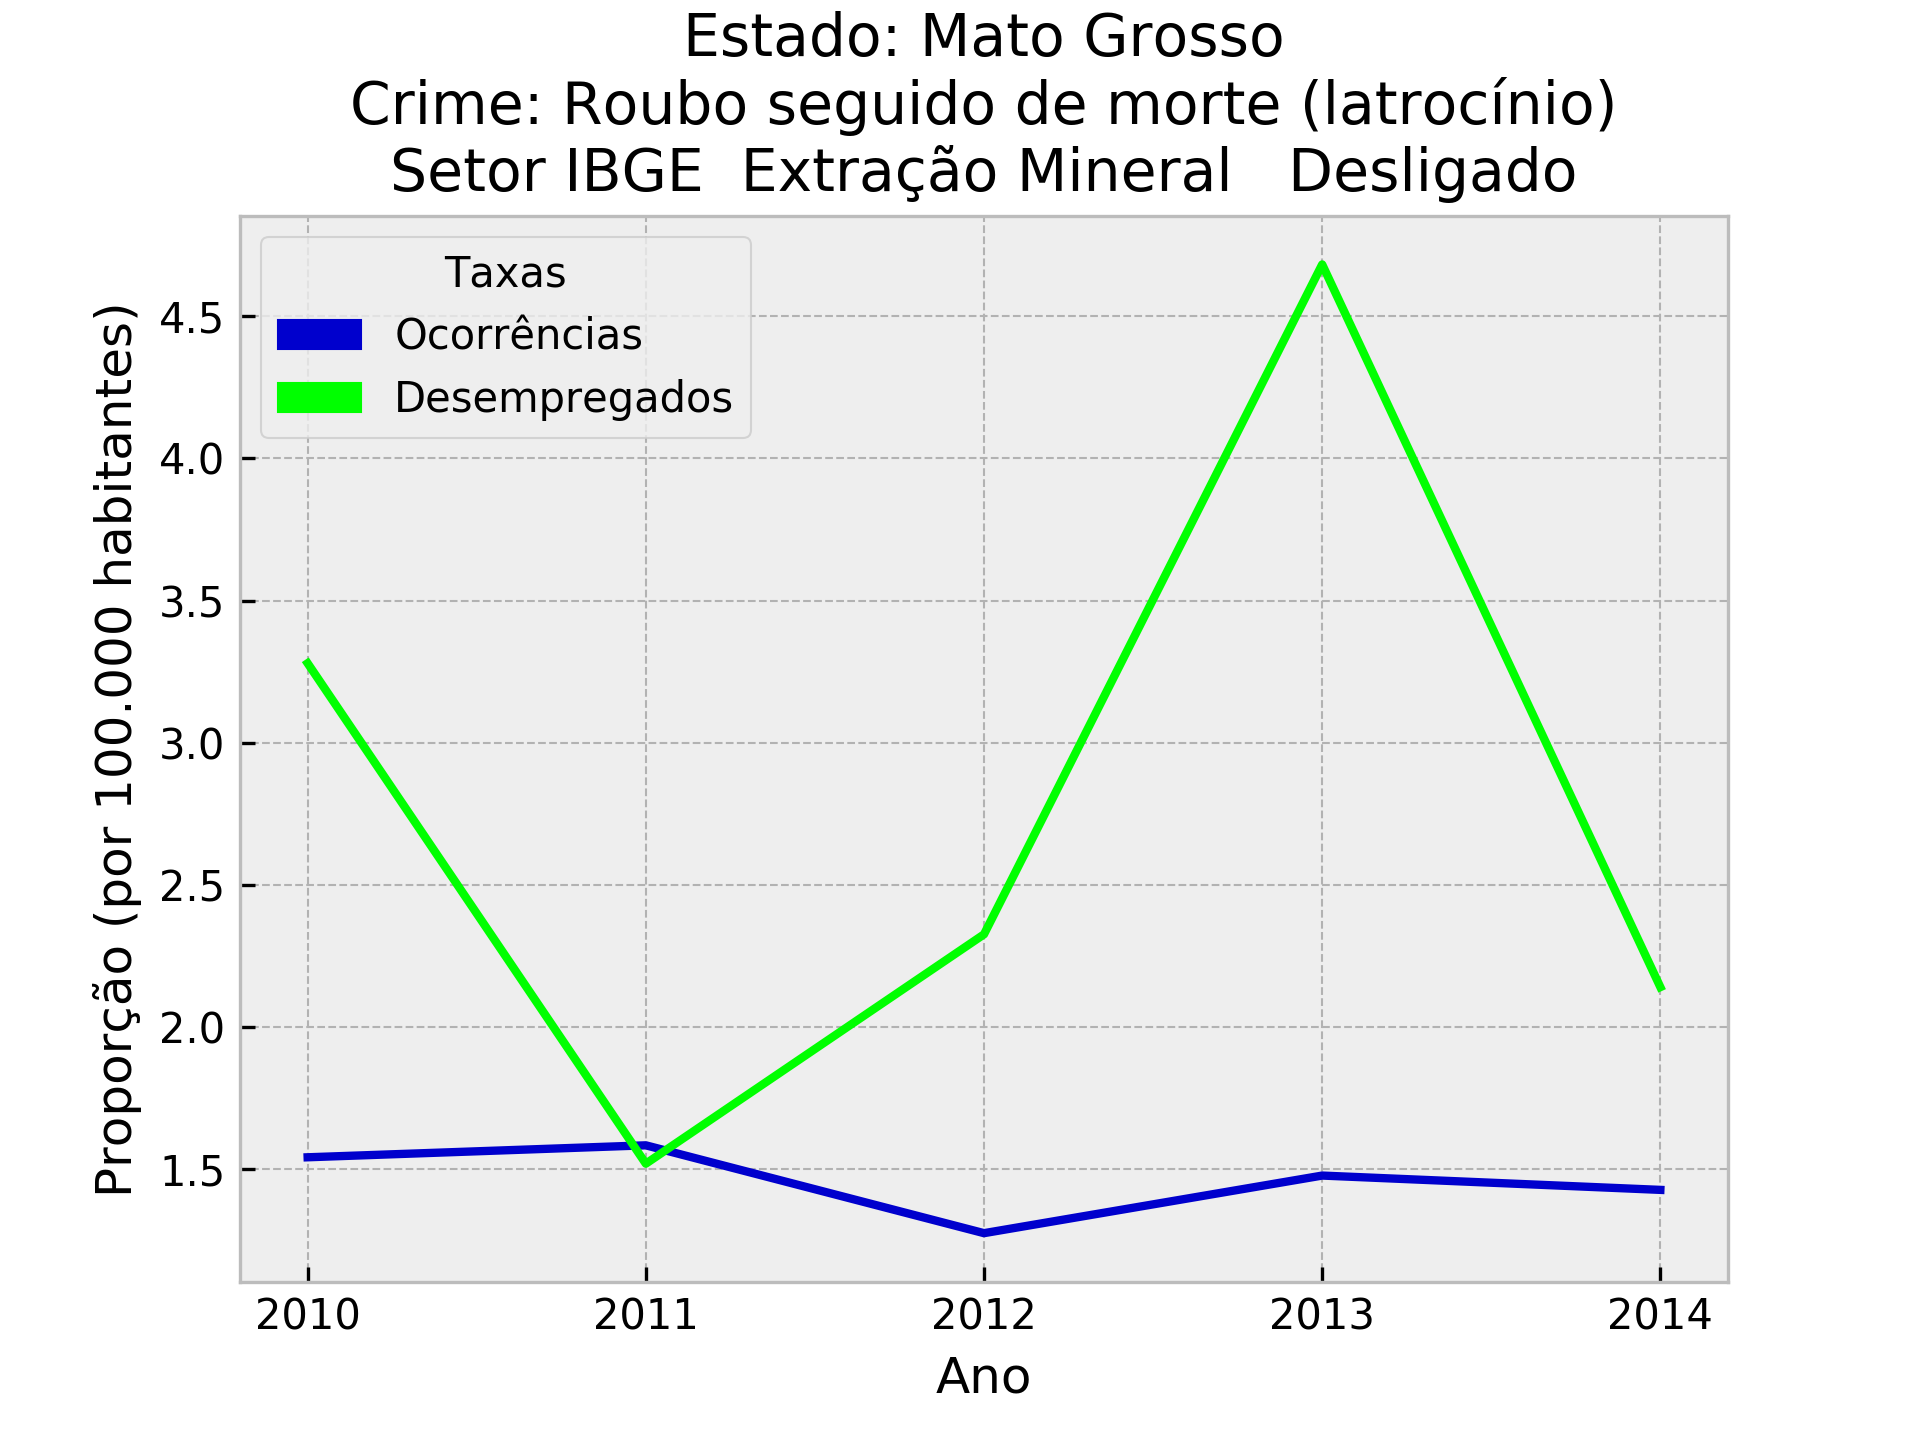 Estado: Mato Grosso
Crime: Roubo seguido de morte (latrocínio)
Setor IBGE  Extração Mineral   Desligado
Taxas
Ocorrências
Desempregados
Proporção (por 100.000 habitantes)
4.5
4.0
3.5
3.0
2.5
2.0
1.5
2010 2011 2012 2013 2014
Ano